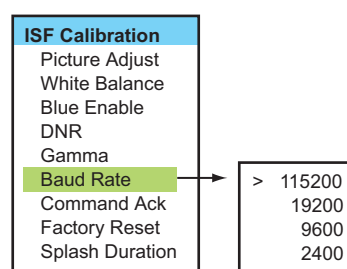 ISF Calibration
Picture Adjust
White Balance
Blue Enable
DNR
Gamma
Baud Rate
Command Ack
Factory Reset
Splash Duration
> 115200
19200
9600
2400